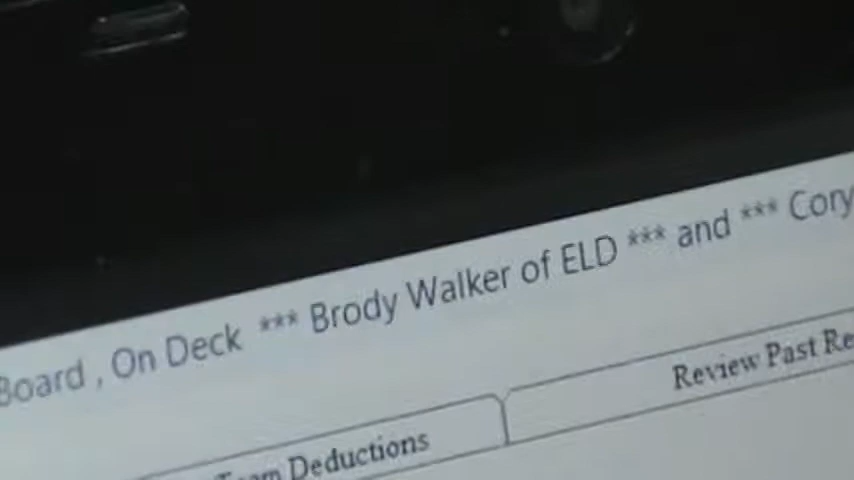 Board , On Deck *** Brody Walker of ELD *** and *** Cory
Team Deductions
Review Past Re